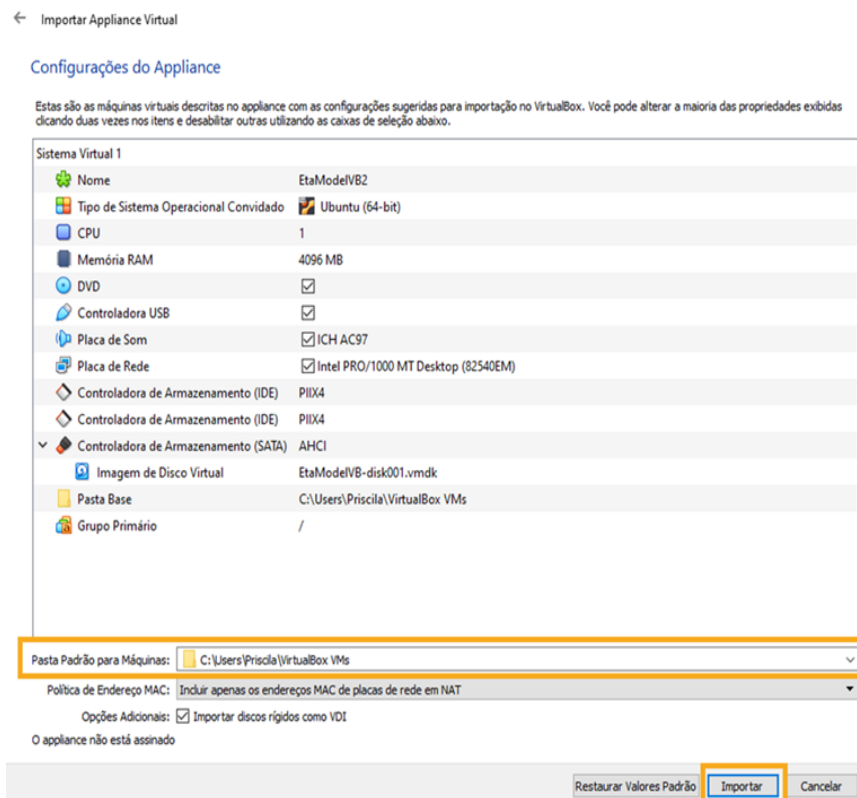 Importar Appliance Virtual
Configurações do Appliance
Estas são as máquinas virtuais descritas no appliance com as configurações sugeridas para importação no VirtualBox. Você pode alterar a maioria das propriedades exibidas
clicando duas vezes nos itens e desabilitar outras utilizando as caixas de seleção abaixo.
Sistema Virtual 1
Nome EtaModelVB2
Tipo de Sistema Operacional Convidado Ubuntu (64-bit)
CPU 1
Memória RAM 4096 MB
DVD
Controladora USB
Placa de Som ICH AC97
Placa de Rede Intel PRO/1000 MT Desktop (82540EM)
Controladora de Armazenamento (IDE) PIIX4
Controladora de Armazenamento (IDE) PIIX4
Controladora de Armazenamento (SATA) AHCI
Imagem de Disco Virtual EtaModelVB-disk001.vmdk
Pasta Base C:\Users\Priscila\VirtualBox VMs
Grupo Primário /
Pasta Padrão para Máquinas: C:\Users\Priscila\VirtualBox VMs
Política de Endereço MAC: Incluir apenas os endereços MAC de placas de rede em NAT
Opções Adicionais: Importar discos rígidos como VDI
O appliance não está assinado
Restaurar Valores Padrão Importar Cancelar